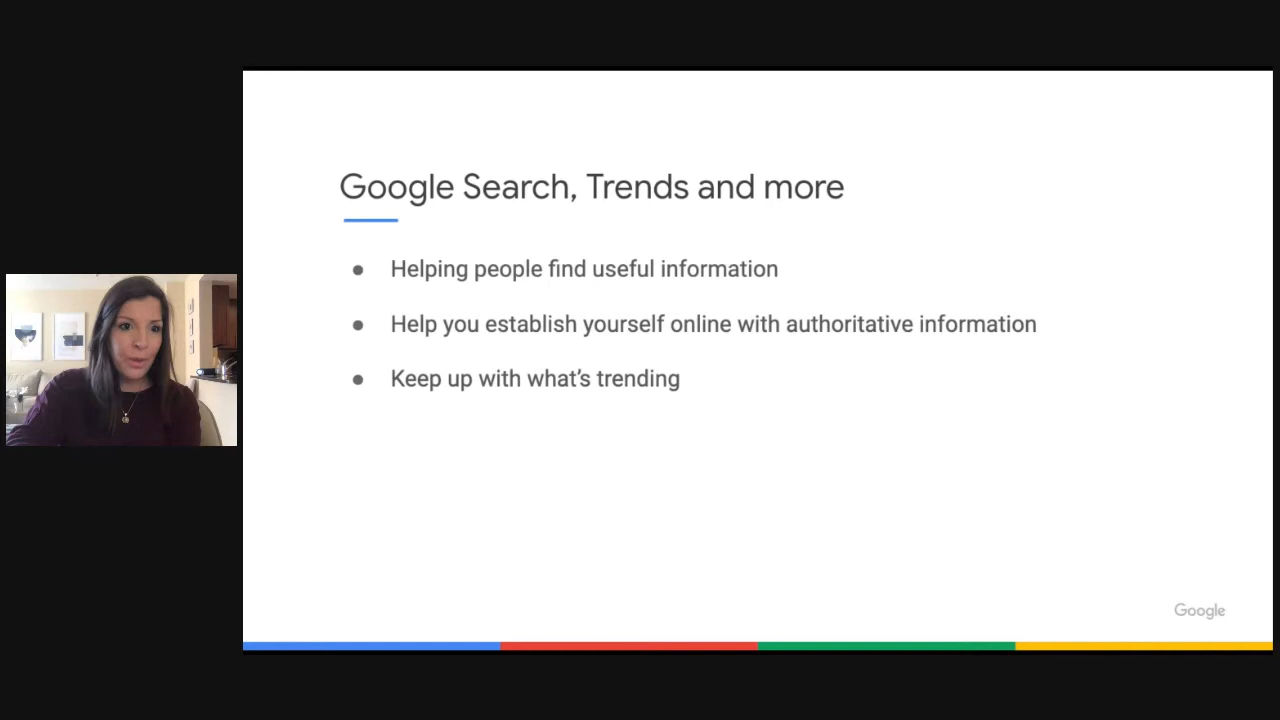 Google Search, Trends and more
● Helping people find useful information
● Help you establish yourself online with authoritative information
● Keep up with what’s trending
Google